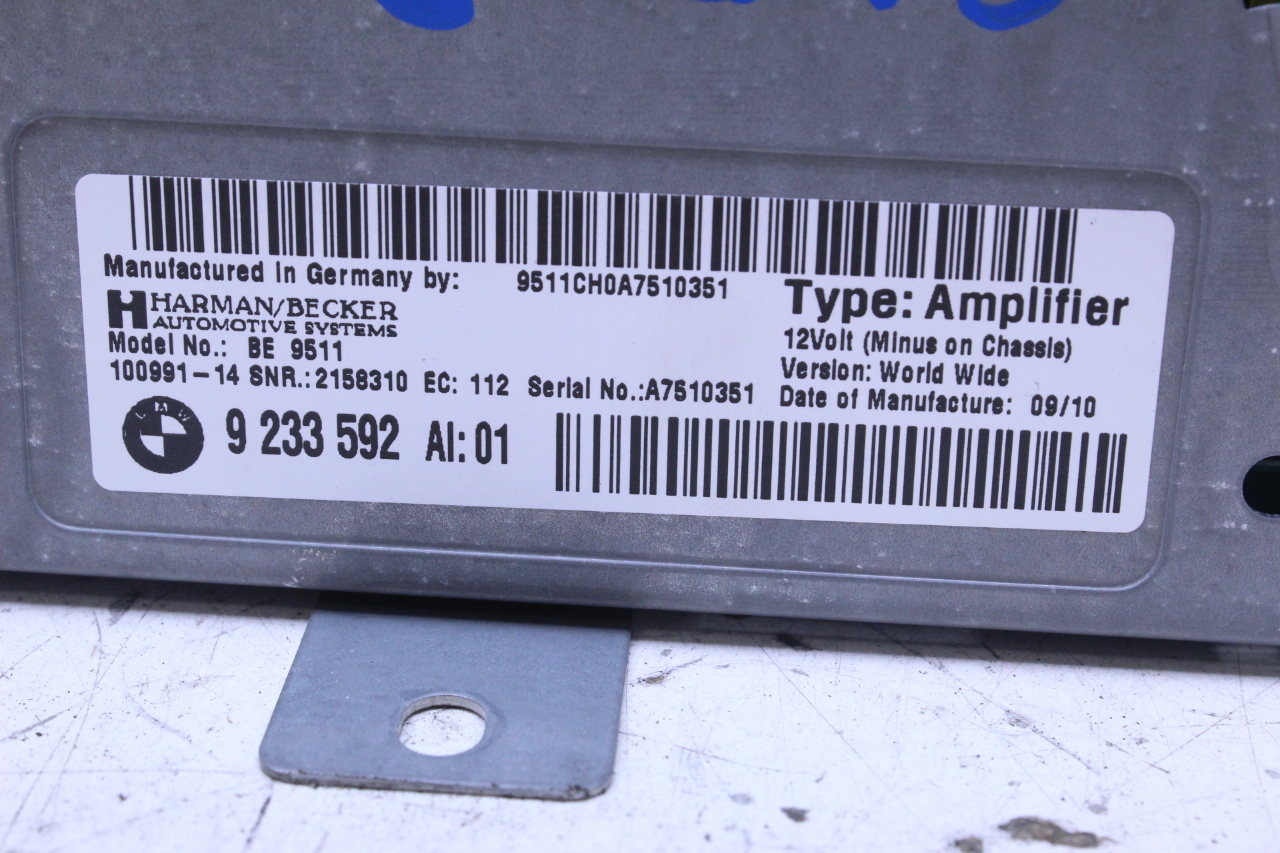 Manufactured in Germany by:
9511CH0A7510351
HARMAN/BECKER
AUTOMOTIVE SYSTEMS
Type: Amplifier
Model No.: BE 9511
12Volt (Minus on Chassis)
Version: World Wide
100991-14 SNR.:2158310 EC: 112 Serial No.:A7510351
Date of Manufacture: 09/10
BMW
9 233 592 AI:01